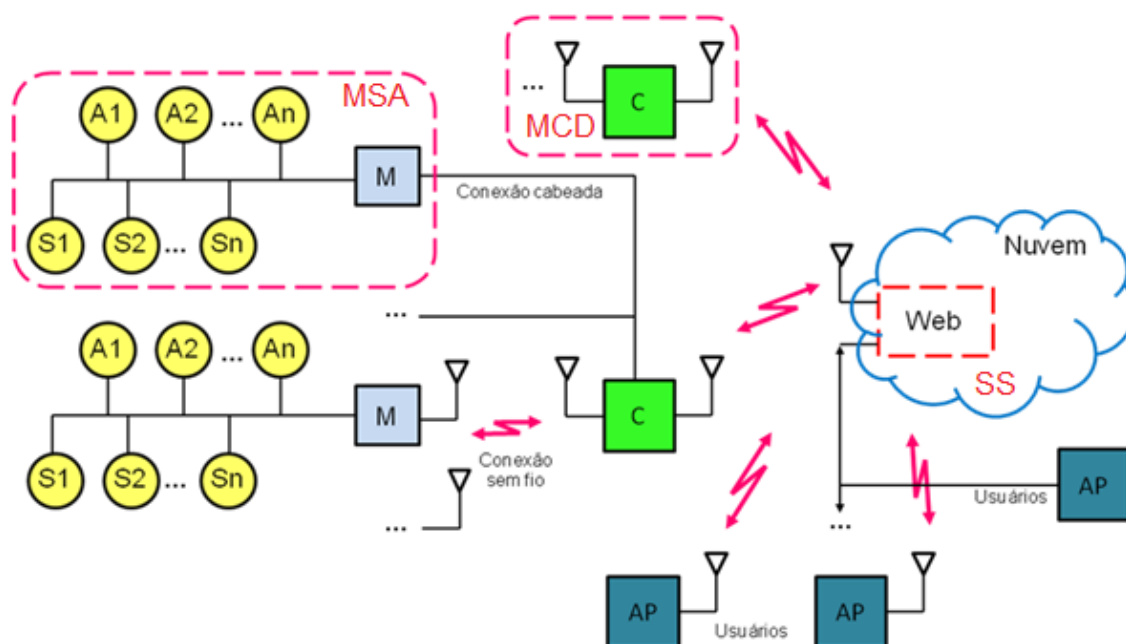 MSA
A1 A2 ... An
M
S1 S2 ... Sn
Conexão cabeada
...
C
MCD
Nuvem
Web
SS
...
A1 A2 ... An
M
S1 S2 ... Sn
C
Conexão
sem fio
...
Usuários
AP
...
AP
Usuários
AP